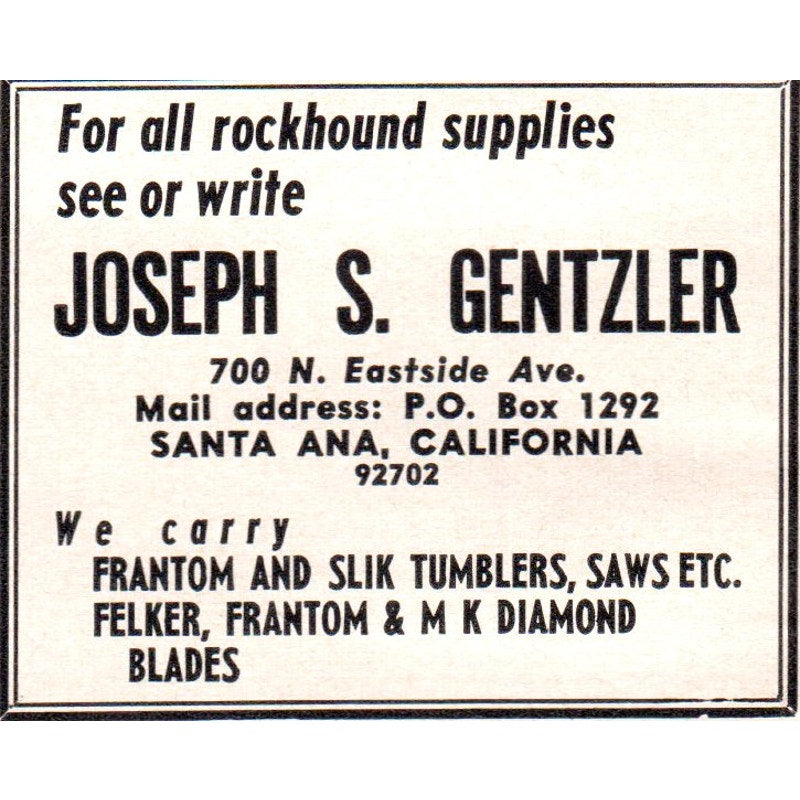 For all rockhound supplies
see or write
JOSEPH S. GENTZLER
700 N. Eastside Ave.
Mail address: P.O. Box 1292
SANTA ANA, CALIFORNIA
92702
We carry
FRANTOM AND SLIK TUMBLERS, SAWS ETC.
FELKER, FRANTOM & M K DIAMOND
BLADES